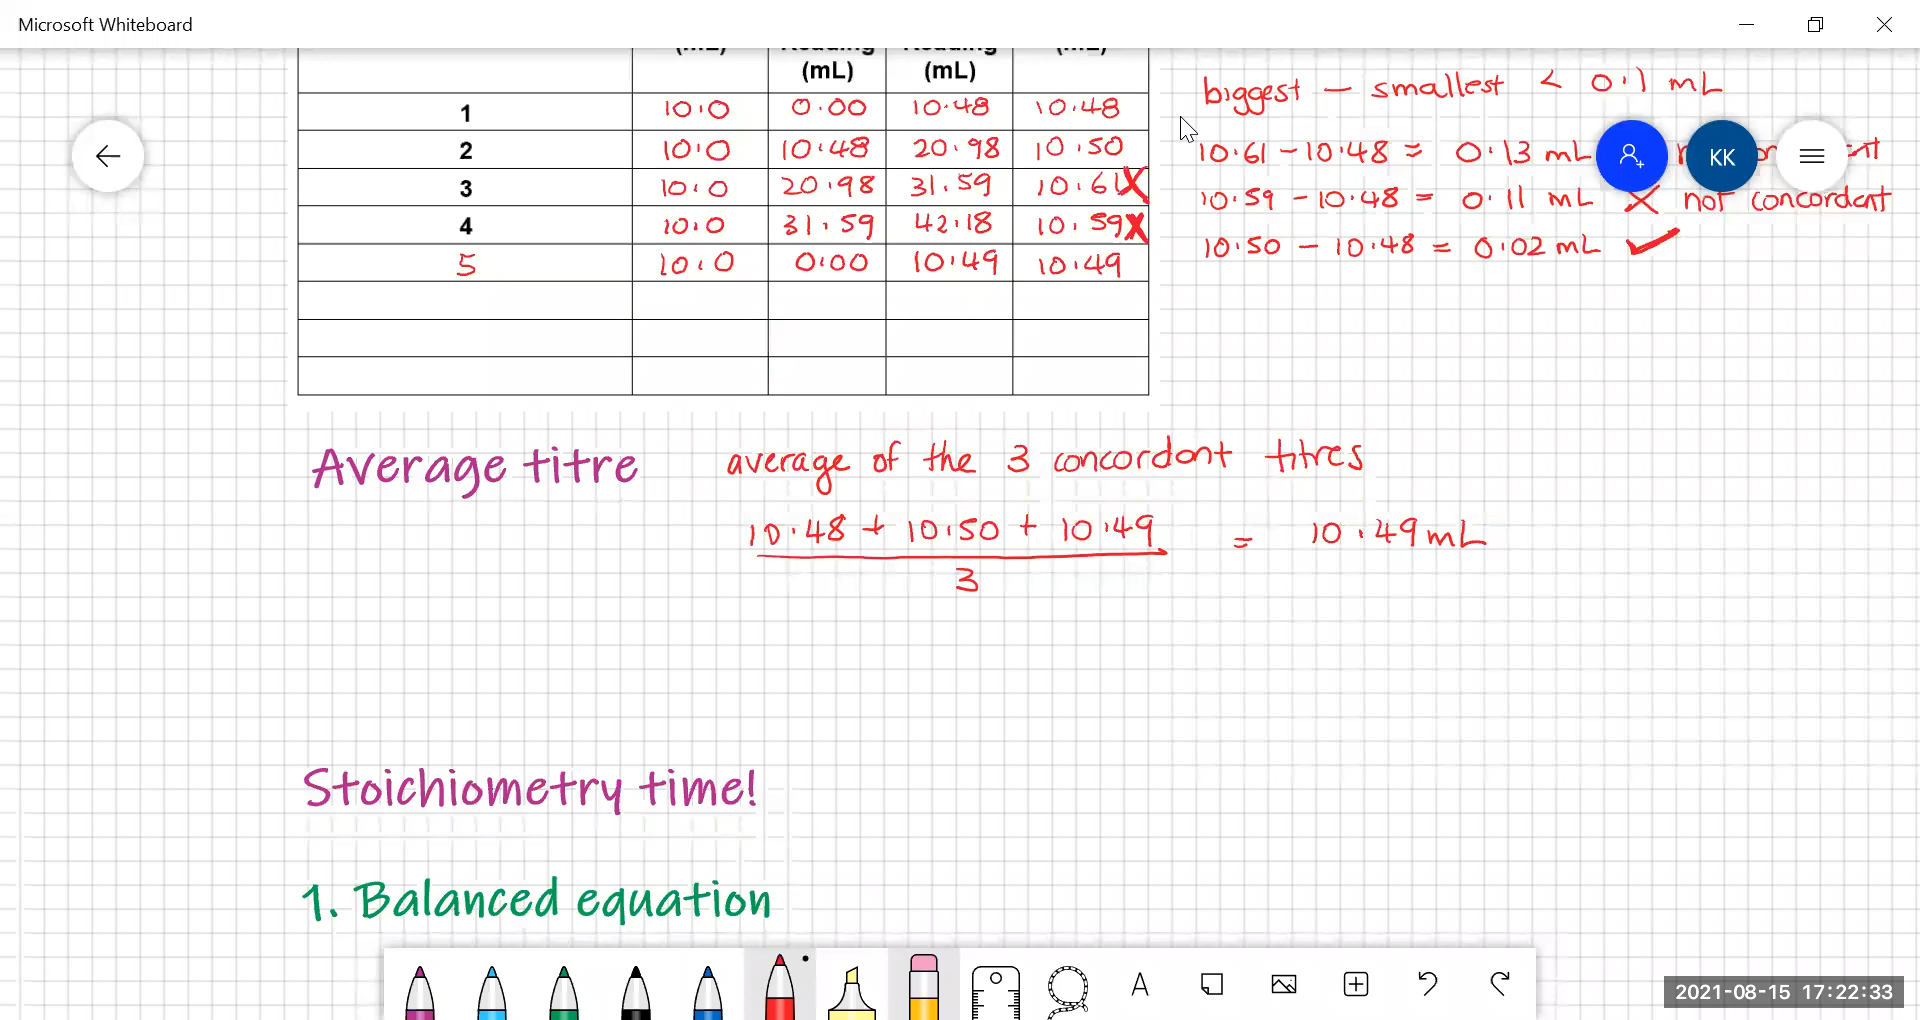 Microsoft Whiteboard
(mL) Reading Reading (mL)
(mL) (mL)
biggest - smallest < 0.1 mL
1 10.0 0.00 10.48 10.48
2 10.0 10.48 20.98 10.50
10.61 - 10.48 = 0.13 mL
3 10.0 20.98 31.59 10.61 X
10.59 - 10.48 = 0.11 mL X not concordant
4 10.0 31.59 42.18 10.59 X
10.50 - 10.48 = 0.02 mL ✓
5 10.0 0.00 10.49 10.49
KK
Average titre average of the 3 concordant titres
10.48 + 10.50 + 10.49 = 10.49 mL
3
Stoichiometry time!
1. Balanced equation
A
2021-08-15 17:22:33